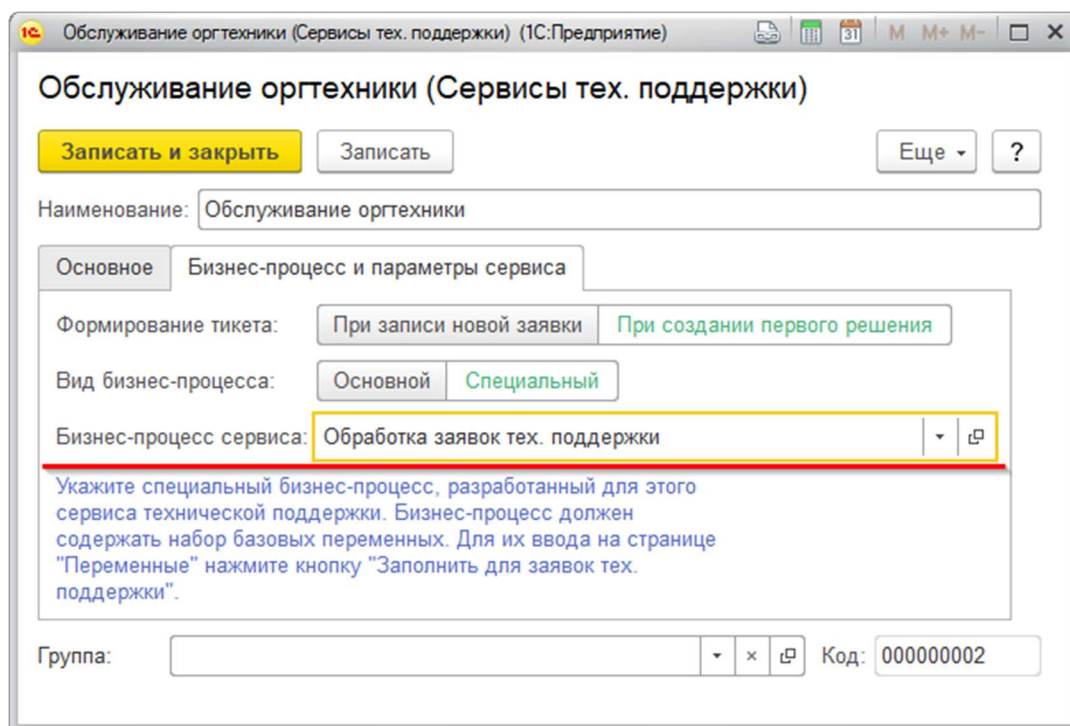 1С Обслуживание оргтехники (Сервисы тех. поддержки) (1С:Предприятие) 31 M M+ M-
Обслуживание оргтехники (Сервисы тех. поддержки)
Записать и закрыть Записать Еще ?
Наименование: Обслуживание оргтехники
Основное Бизнес-процесс и параметры сервиса
Формирование тикета: При записи новой заявки При создании первого решения
Вид бизнес-процесса: Основной Специальный
Бизнес-процесс сервиса: Обработка заявок тех. поддержки
Укажите специальный бизнес-процесс, разработанный для этого
сервиса технической поддержки. Бизнес-процесс должен
содержать набор базовых переменных. Для их ввода на странице
"Переменные" нажмите кнопку "Заполнить для заявок тех.
поддержки".
Группа: Код: 000000002